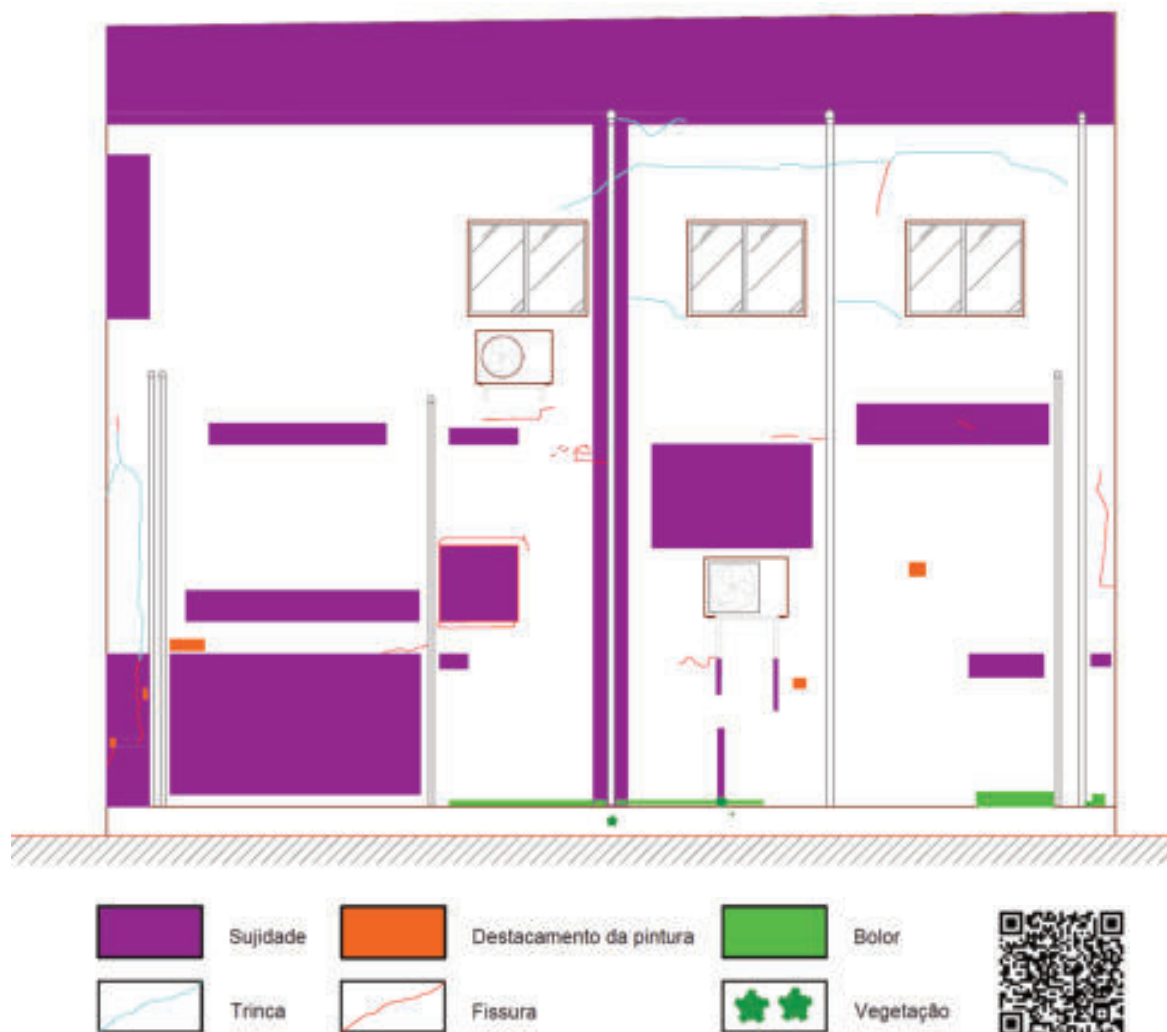 Sujidade
Destacamento da pintura
Bolor
Trinca
Fissura
Vegetação